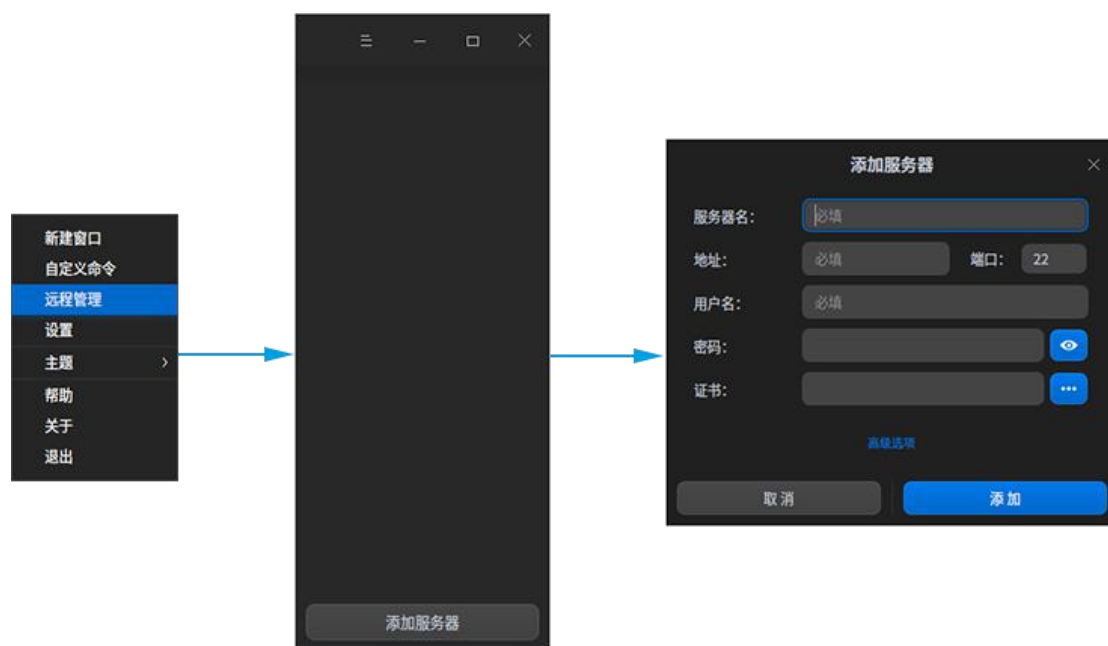 新建窗口
自定义命令
远程管理
设置
主题
帮助
关于
退出
添加服务器
添加服务器
服务器名： 必填
地址： 必填 端口： 22
用户名： 必填
密码：
证书：
高级选项
取消 添加